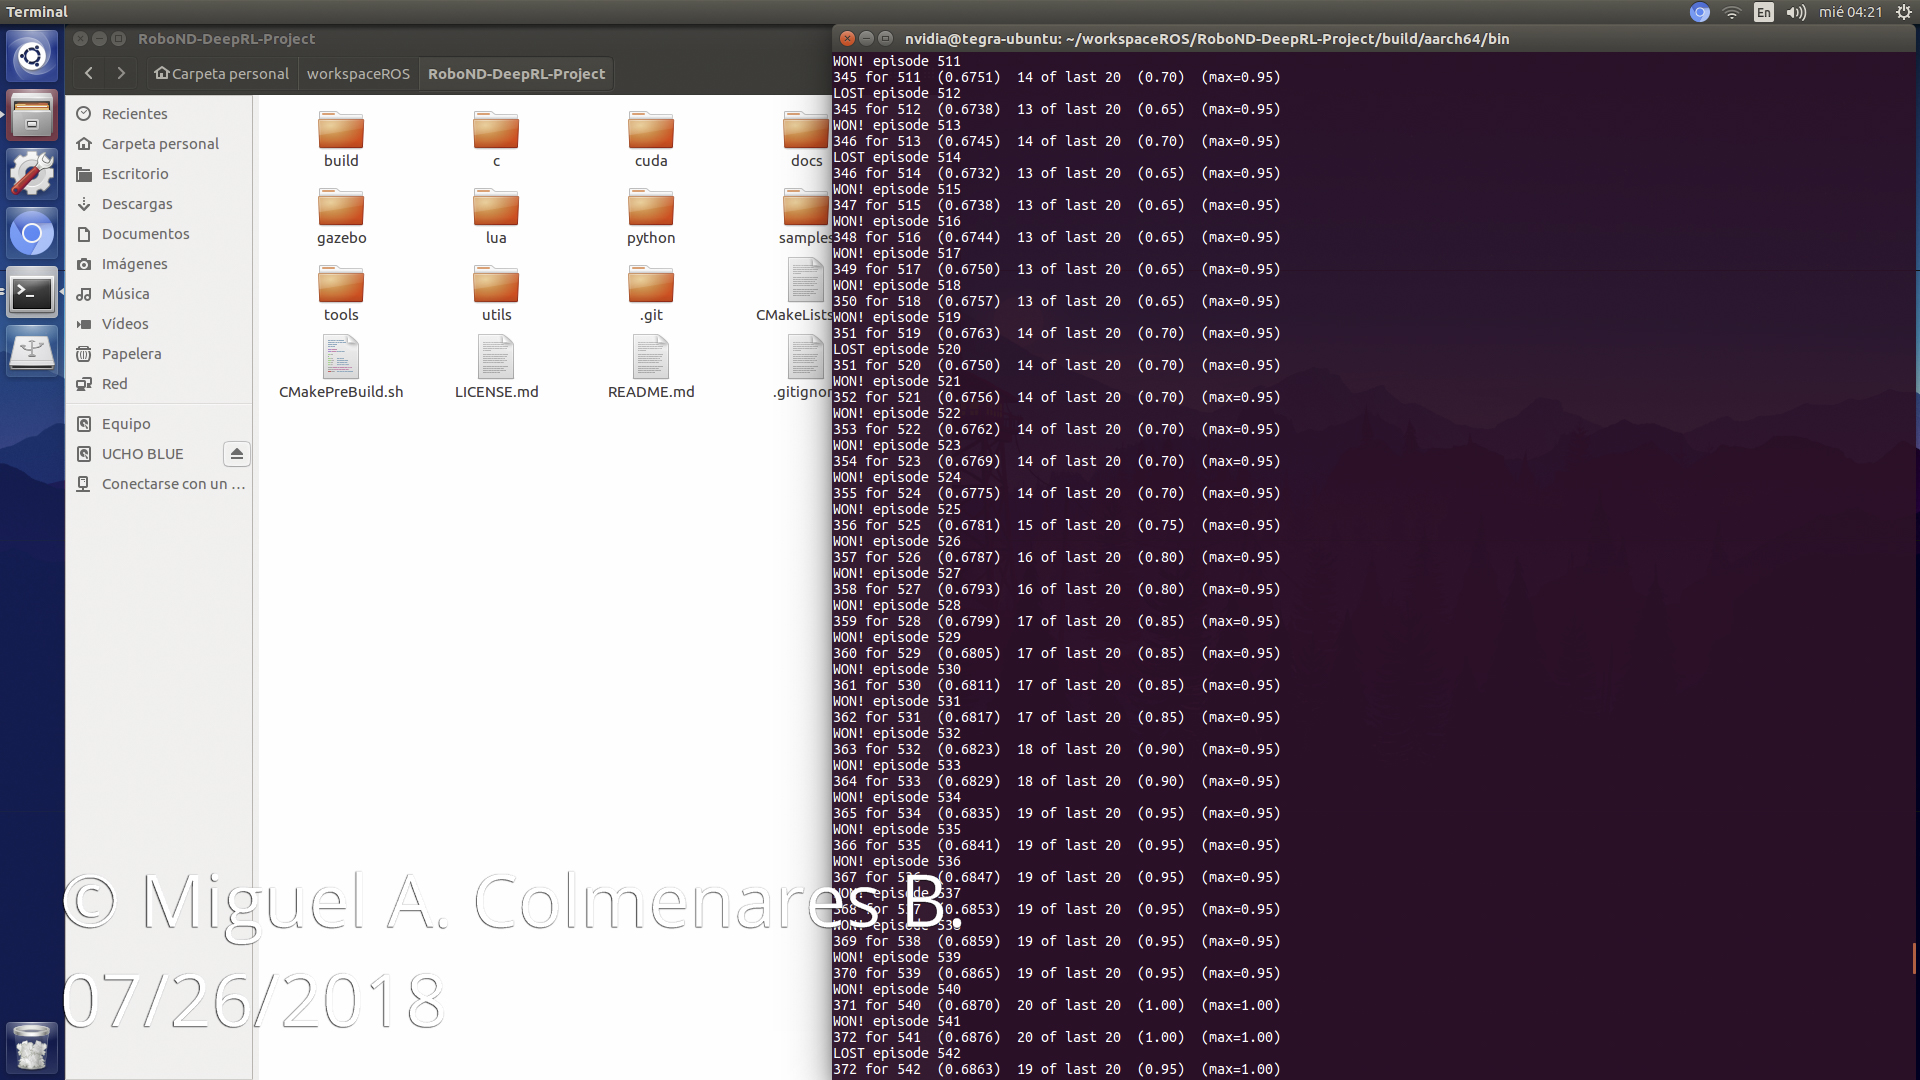 Terminal
En
mié 04:21
RoboND-DeepRL-Project
Carpeta personal
workspaceROS
RoboND-DeepRL-Project
Recientes
Carpeta personal
Escritorio
Descargas
Documentos
Imágenes
Música
Vídeos
Papelera
Red
Equipo
UCHO BLUE
Conectarse con un …
build
c
cuda
docs
gazebo
lua
python
samples
tools
utils
.git
CMakeLists
CMakePreBuild.sh
LICENSE.md
README.md
.gitignor
nvidia@tegra-ubuntu: ~/workspaceROS/RoboND-DeepRL-Project/build/aarch64/bin
WON! episode 511
345 for 511 (0.6751) 14 of last 20 (0.70) (max=0.95)
LOST episode 512
345 for 512 (0.6738) 13 of last 20 (0.65) (max=0.95)
WON! episode 513
346 for 513 (0.6745) 14 of last 20 (0.70) (max=0.95)
LOST episode 514
346 for 514 (0.6732) 13 of last 20 (0.65) (max=0.95)
WON! episode 515
347 for 515 (0.6738) 13 of last 20 (0.65) (max=0.95)
WON! episode 516
348 for 516 (0.6744) 13 of last 20 (0.65) (max=0.95)
WON! episode 517
349 for 517 (0.6750) 13 of last 20 (0.65) (max=0.95)
WON! episode 518
350 for 518 (0.6757) 13 of last 20 (0.65) (max=0.95)
WON! episode 519
351 for 519 (0.6763) 14 of last 20 (0.70) (max=0.95)
LOST episode 520
351 for 520 (0.6750) 14 of last 20 (0.70) (max=0.95)
WON! episode 521
352 for 521 (0.6756) 14 of last 20 (0.70) (max=0.95)
WON! episode 522
353 for 522 (0.6762) 14 of last 20 (0.70) (max=0.95)
WON! episode 523
354 for 523 (0.6769) 14 of last 20 (0.70) (max=0.95)
WON! episode 524
355 for 524 (0.6775) 14 of last 20 (0.70) (max=0.95)
WON! episode 525
356 for 525 (0.6781) 15 of last 20 (0.75) (max=0.95)
WON! episode 526
357 for 526 (0.6787) 16 of last 20 (0.80) (max=0.95)
WON! episode 527
358 for 527 (0.6793) 16 of last 20 (0.80) (max=0.95)
WON! episode 528
359 for 528 (0.6799) 17 of last 20 (0.85) (max=0.95)
WON! episode 529
360 for 529 (0.6805) 17 of last 20 (0.85) (max=0.95)
WON! episode 530
361 for 530 (0.6811) 17 of last 20 (0.85) (max=0.95)
WON! episode 531
362 for 531 (0.6817) 17 of last 20 (0.85) (max=0.95)
WON! episode 532
363 for 532 (0.6823) 18 of last 20 (0.90) (max=0.95)
WON! episode 533
364 for 533 (0.6829) 18 of last 20 (0.90) (max=0.95)
WON! episode 534
365 for 534 (0.6835) 19 of last 20 (0.95) (max=0.95)
WON! episode 535
366 for 535 (0.6841) 19 of last 20 (0.95) (max=0.95)
WON! episode 536
367 for 536 (0.6847) 19 of last 20 (0.95) (max=0.95)
WON! episode 537
368 for 537 (0.6853) 19 of last 20 (0.95) (max=0.95)
WON! episode 538
369 for 538 (0.6859) 19 of last 20 (0.95) (max=0.95)
WON! episode 539
370 for 539 (0.6865) 19 of last 20 (0.95) (max=0.95)
WON! episode 540
371 for 540 (0.6870) 20 of last 20 (1.00) (max=1.00)
WON! episode 541
372 for 541 (0.6876) 20 of last 20 (1.00) (max=1.00)
LOST episode 542
372 for 542 (0.6863) 19 of last 20 (0.95) (max=1.00)
© Miguel A. Colmenares B.
07/26/2018